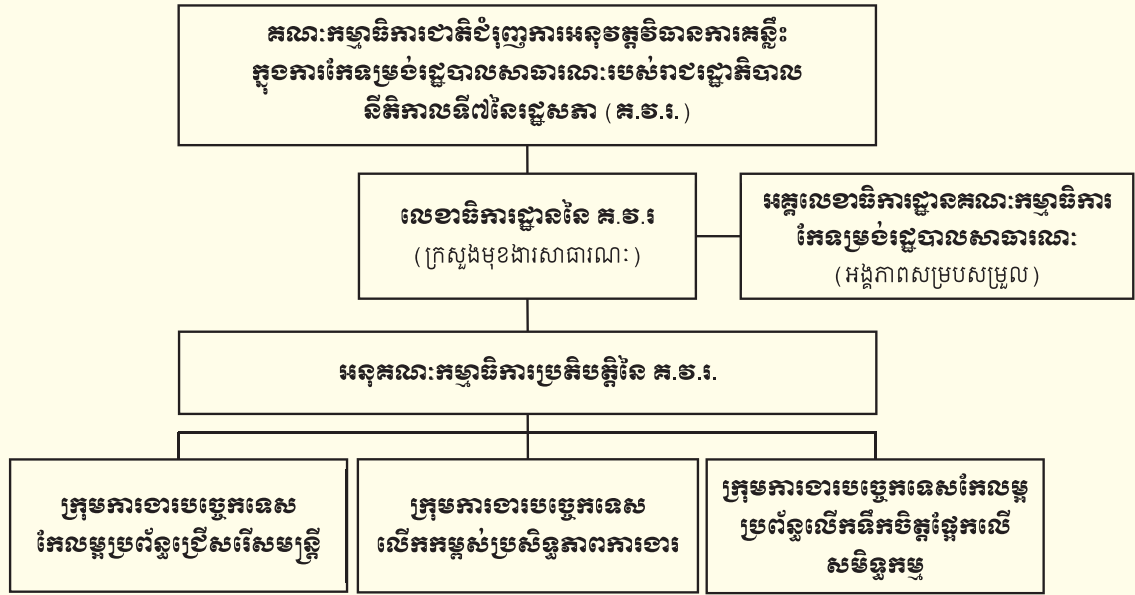 គណៈកម្មាធិការជាតិជំរុញការអនុវត្តវិធានការគន្លឹះ
ក្នុងការកែទម្រង់រដ្ឋបាលសាធារណៈរបស់រាជរដ្ឋាភិបាល
នីតិកាលទី៧នៃរដ្ឋសភា (គ.វ.រ.)
លេខាធិការដ្ឋាននៃ គ.វ.រ
(ក្រសួងមុខងារសាធារណៈ)
អគ្គលេខាធិការដ្ឋានគណៈកម្មាធិការ
កែទម្រង់រដ្ឋបាលសាធារណៈ
(អង្គភាពសម្របសម្រួល)
អនុគណៈកម្មាធិការប្រតិបត្តិនៃ គ.វ.រ.
ក្រុមការងារបច្ចេកទេស
កែលម្អប្រព័ន្ធជ្រើសរើសមន្ត្រី
ក្រុមការងារបច្ចេកទេស
លើកកម្ពស់ប្រសិទ្ធភាពការងារ
ក្រុមការងារបច្ចេកទេសកែលម្អ
ប្រព័ន្ធលើកទឹកចិត្តផ្អែកលើ
សមិទ្ធកម្ម